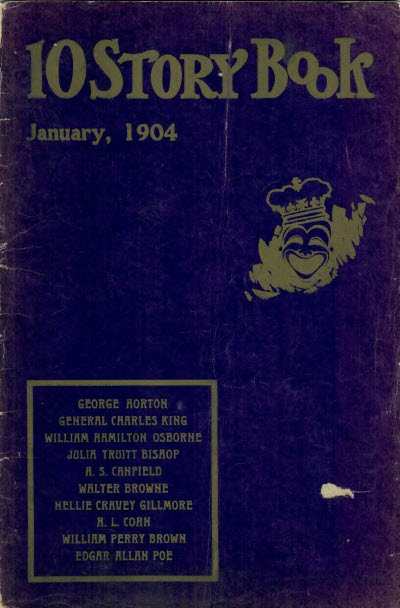 10 STORY BOOK
January, 1904
GEORGE HORTON
GENERAL CHARLES KING
WILLIAM HAMILTON OSBORNE
JULIA TRUITT BISHOP
A. S. CANFIELD
WALTER BROWNE
NELLIE CRAVEY GILLMORE
A. L. COAN
WILLIAM PERRY BROWN
EDGAR ALLAN POE